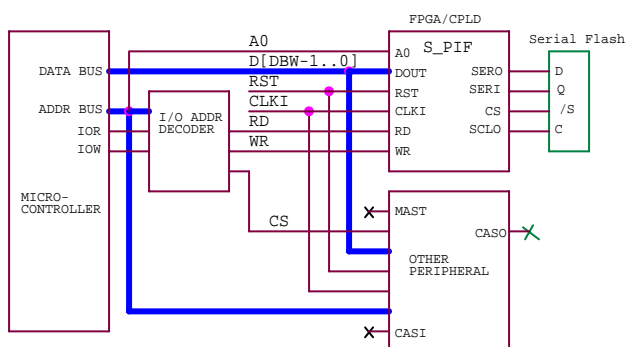 FPGA/CPLD
Serial Flash
A0
A0
S_PIF
D[DBW-1..0]
DATA BUS
DOUT
SERO
D
RST
RST
SERI
Q
CLKI
ADDR BUS
I/O ADDR
DECODER
CLKI
CS
/S
RD
IOR
RD
SCLO
C
WR
IOW
WR
MICRO-
CONTROLLER
MAST
CS
CASO
OTHER
PERIPHERAL
CASI